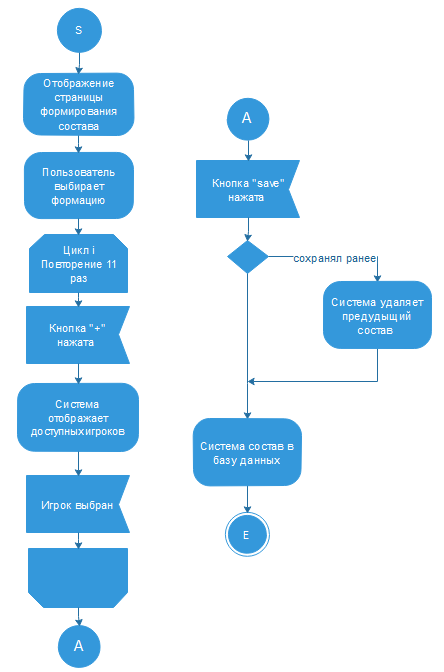 S
Отображение
страницы
формирования
состава
Пользователь
выбирает
формацию
Цикл i
Повторение 11
раз
Кнопка "+"
нажата
Система
отображает
доступных игроков
Игрок выбран
A
A
Кнопка "save"
нажата
сохранял ранее
Система удаляет
предудыщий
состав
Система состав в
базу данных
E